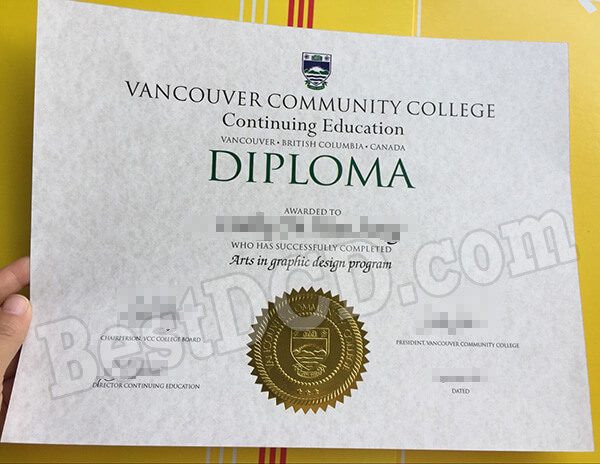 VANCOUVER COMMUNITY COLLEGE
Continuing Education
VANCOUVER • BRITISH COLUMBIA • CANADA
DIPLOMA
AWARDED TO
WHO HAS SUCCESSFULLY COMPLETED
Arts in graphic design program
CHAIRPERSON, VCC COLLEGE BOARD
PRESIDENT, VANCOUVER COMMUNITY COLLEGE
DIRECTOR CONTINUING EDUCATION
DATED
BestDOD.com